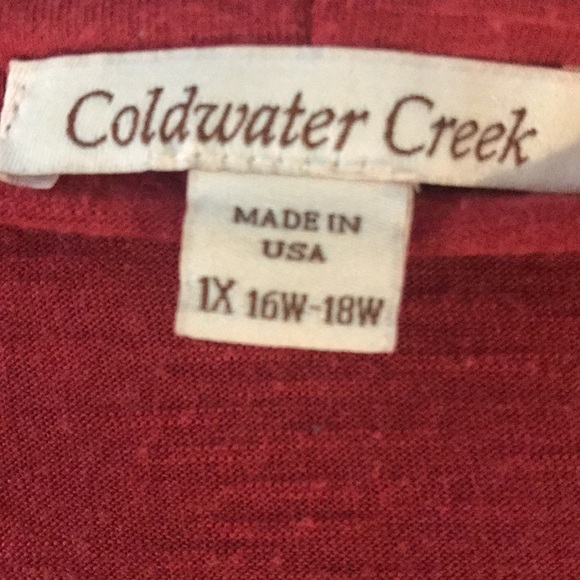 Coldwater Creek
MADE IN
USA
1X 16W-18W